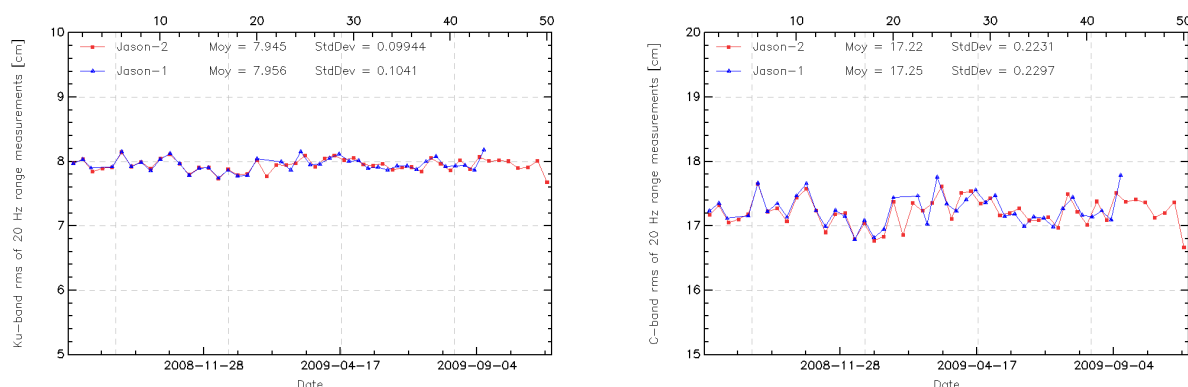 10 20 30 40 50
10
9
8
7
6
5
Ku-band rms of 20 Hz range measurements [cm]
Jason-2 Moy = 7.945 StdDev = 0.09944
Jason-1 Moy = 7.956 StdDev = 0.1041
2008-11-28 2009-04-17 2009-09-04
Date
10 20 30 40 50
20
19
18
17
16
15
C-band rms of 20 Hz range measurements [cm]
Jason-2 Moy = 17.22 StdDev = 0.2231
Jason-1 Moy = 17.25 StdDev = 0.2297
2008-11-28 2009-04-17 2009-09-04
Date